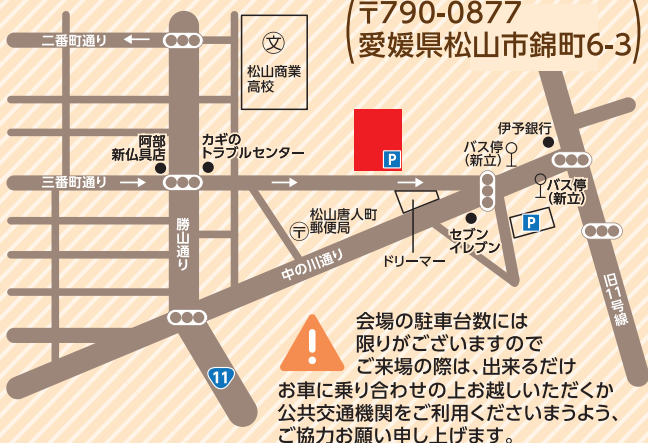 〒790-0877
愛媛県松山市錦町6-3
二番町通り
文
松山商業
高校
阿部
新仏具店
カギの
トラブルセンター
P
伊予銀行
バス停
(新立)
三番町通り
バス停
(新立)
勝山通り
〒
松山唐人町
郵便局
中の川通り
ドリーマー
セブン
イレブン
P
旧11号線
11
会場の駐車台数には
限りがございますので
ご来場の際は、出来るだけ
お車に乗り合わせの上お越しいただくか
公共交通機関をご利用くださいまうよう、
ご協力お願い申し上げます。